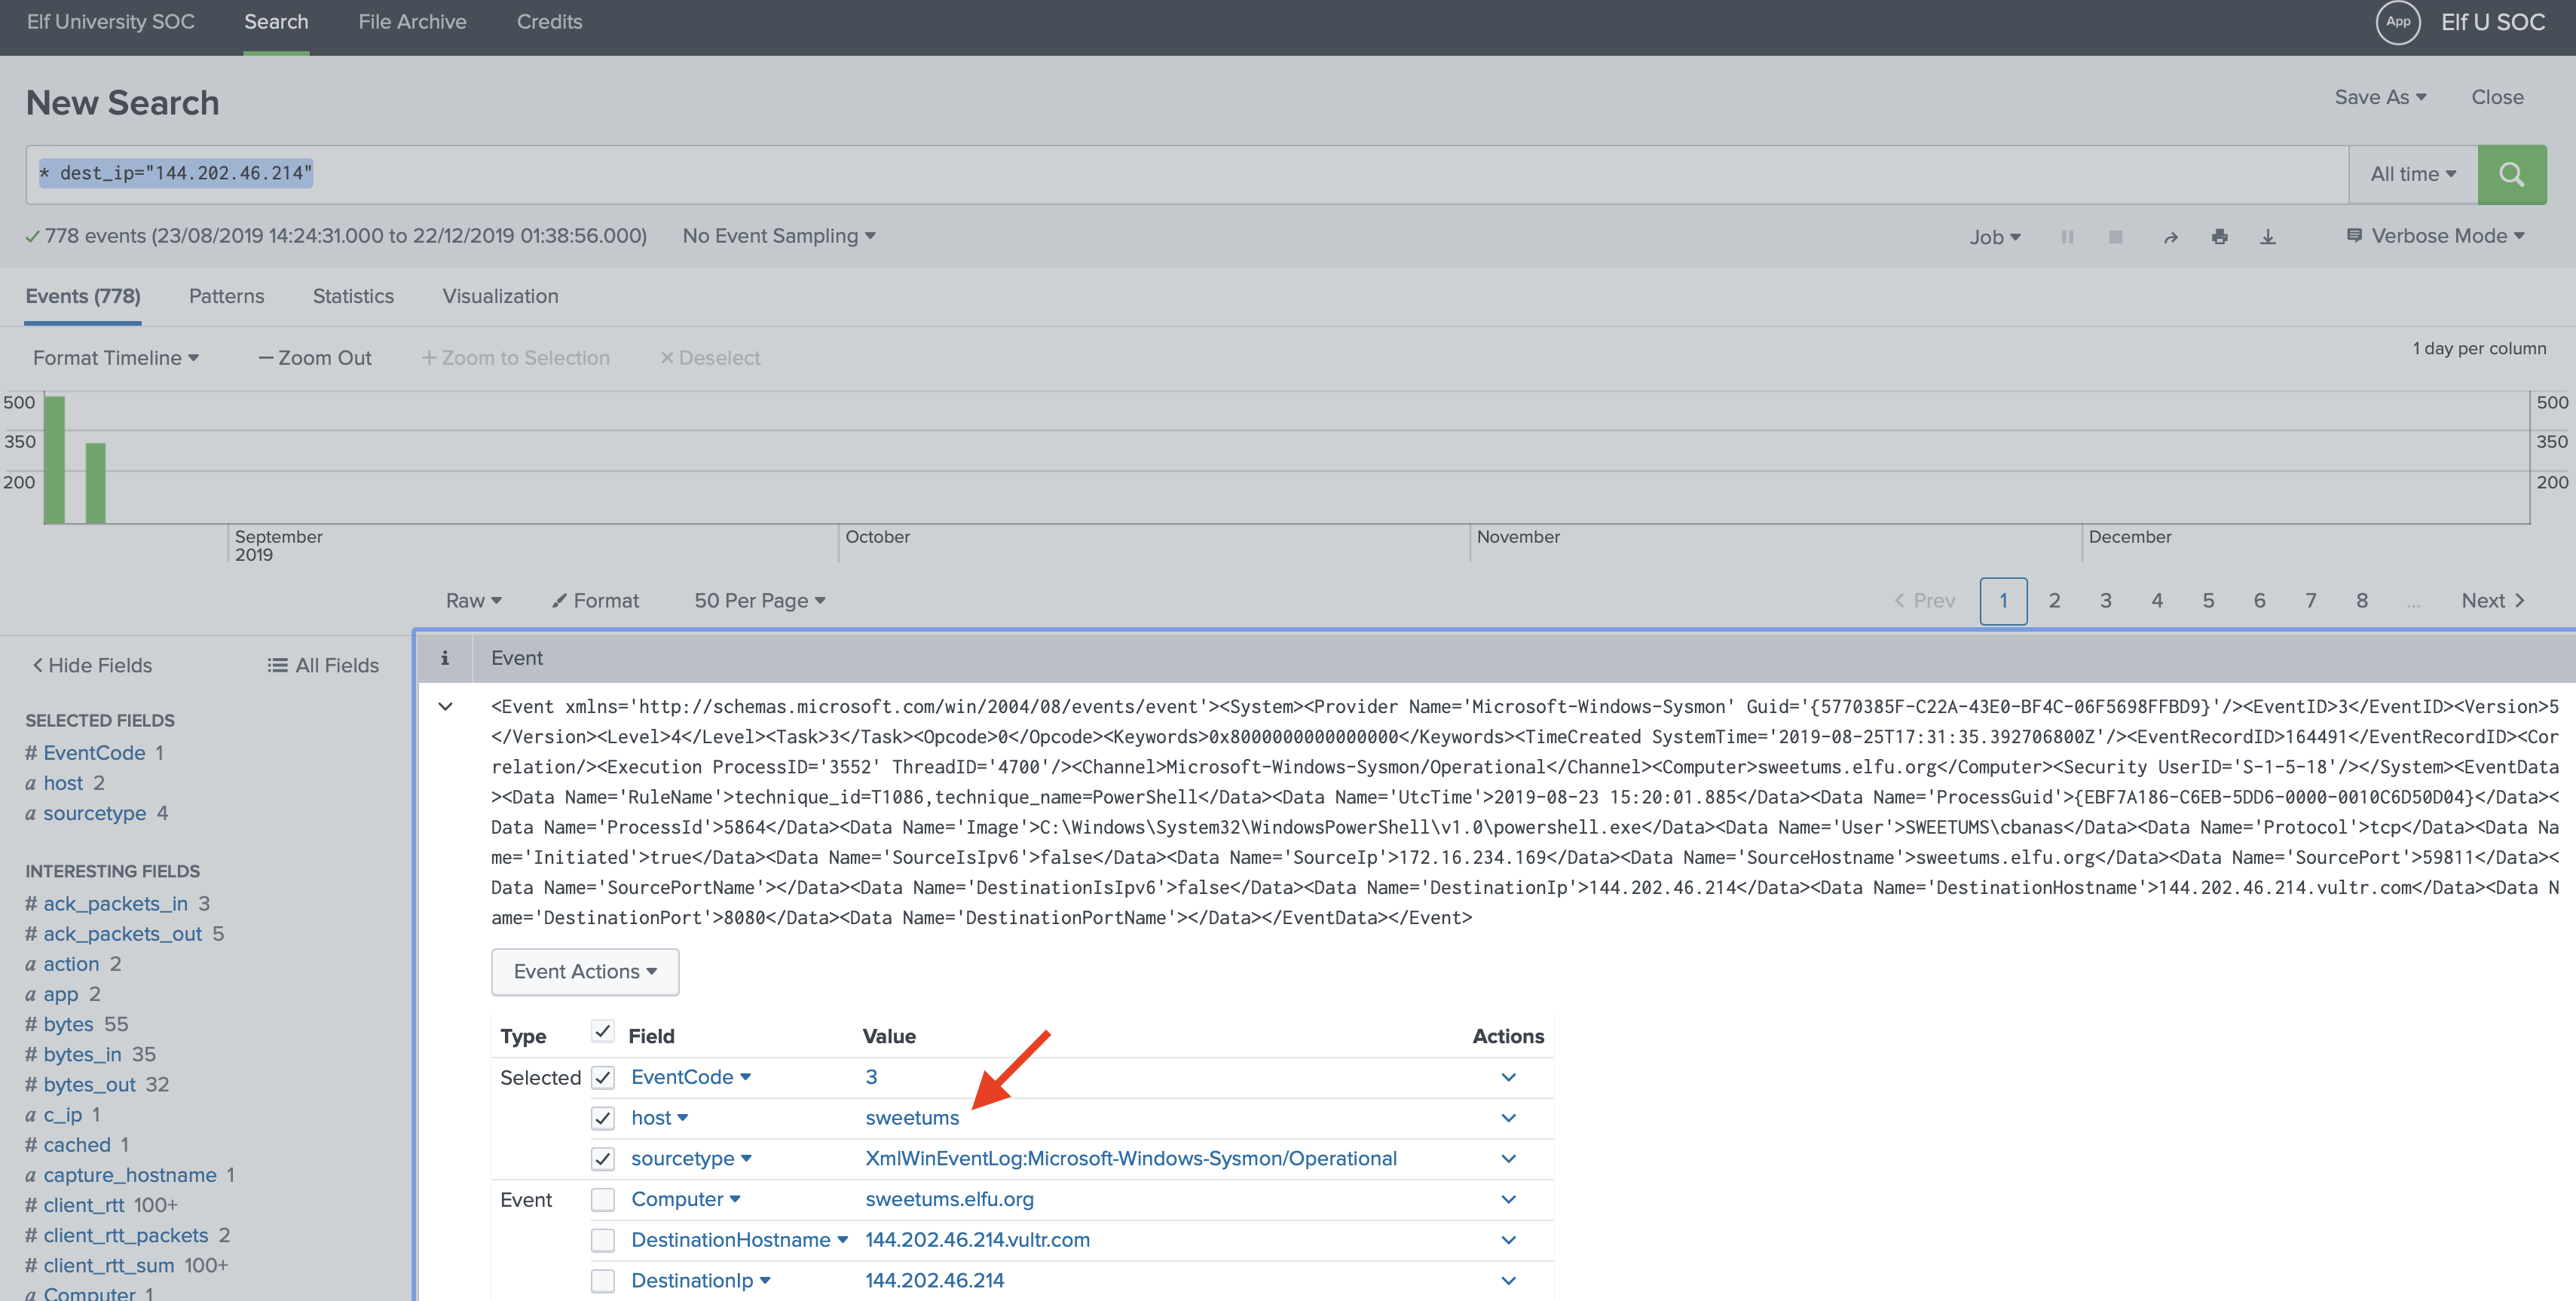 Elf University SOC Search File Archive Credits App Elf U SOC
New Search Save As Close
* dest_ip="144.202.46.214" All time
778 events (23/08/2019 14:24:31.000 to 22/12/2019 01:38:56.000) No Event Sampling Job Verbose Mode
Events (778) Patterns Statistics Visualization
Format Timeline — Zoom Out + Zoom to Selection × Deselect 1 day per column
500 500
350 350
200 200
September October November December
2019
Raw Format 50 Per Page < Prev 1 2 3 4 5 6 7 8 ... Next >
< Hide Fields All Fields
SELECTED FIELDS
# EventCode 1
a host 2
a sourcetype 4
INTERESTING FIELDS
# ack_packets_in 3
# ack_packets_out 5
a action 2
a app 2
# bytes 55
# bytes_in 35
# bytes_out 32
a c_ip 1
# cached 1
a capture_hostname 1
# client_rtt 100+
# client_rtt_packets 2
# client_rtt_sum 100+
a Computer 1
i Event
<Event xmlns='http://schemas.microsoft.com/win/2004/08/events/event'><System><Provider Name='Microsoft-Windows-Sysmon' Guid='{5770385F-C22A-43E0-BF4C-06F5698FFBD9}'/><EventID>3</EventID><Version>5
</Version><Level>4</Level><Task>3</Task><Opcode>0</Opcode><Keywords>0x8000000000000000</Keywords><TimeCreated SystemTime='2019-08-25T17:31:35.392706800Z'/><EventRecordID>164491</EventRecordID><Cor
relation/><Execution ProcessID='3552' ThreadID='4700'/><Channel>Microsoft-Windows-Sysmon/Operational</Channel><Computer>sweetums.elfu.org</Computer><Security UserID='S-1-5-18'/></System><EventData
><Data Name='RuleName'>technique_id=T1086,technique_name=PowerShell</Data><Data Name='UtcTime'>2019-08-23 15:20:01.885</Data><Data Name='ProcessGuid'>{EBF7A186-C6EB-5DD6-0000-0010C6D50D04}</Data><
Data Name='ProcessId'>5864</Data><Data Name='Image'>C:\Windows\System32\WindowsPowerShell\v1.0\powershell.exe</Data><Data Name='User'>SWEETUMS\cbanas</Data><Data Name='Protocol'>tcp</Data><Data Na
me='Initiated'>true</Data><Data Name='SourceIsIpv6'>false</Data><Data Name='SourceIp'>172.16.234.169</Data><Data Name='SourceHostname'>sweetums.elfu.org</Data><Data Name='SourcePort'>59811</Data><
Data Name='SourcePortName'></Data><Data Name='DestinationIsIpv6'>false</Data><Data Name='DestinationIp'>144.202.46.214</Data><Data Name='DestinationHostname'>144.202.46.214.vultr.com</Data><Data N
ame='DestinationPort'>8080</Data><Data Name='DestinationPortName'></Data></EventData></Event>
Event Actions
Type Field Value Actions
Selected EventCode 3
host sweetums
sourcetype XmlWinEventLog:Microsoft-Windows-Sysmon/Operational
Event Computer sweetums.elfu.org
DestinationHostname 144.202.46.214.vultr.com
DestinationIp 144.202.46.214